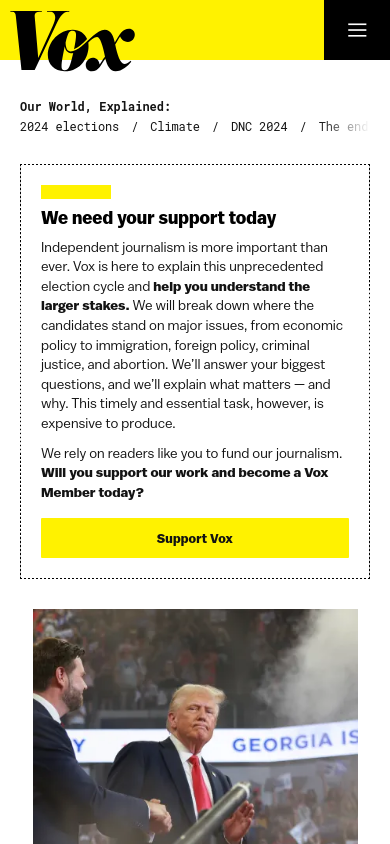 Vox
Our World, Explained:
2024 elections / Climate / DNC 2024 / The end
We need your support today
Independent journalism is more important than
ever. Vox is here to explain this unprecedented
election cycle and help you understand the
larger stakes. We will break down where the
candidates stand on major issues, from economic
policy to immigration, foreign policy, criminal
justice, and abortion. We’ll answer your biggest
questions, and we’ll explain what matters — and
why. This timely and essential task, however, is
expensive to produce.
We rely on readers like you to fund our journalism.
Will you support our work and become a Vox
Member today?
Support Vox
Y GEORGIA IS